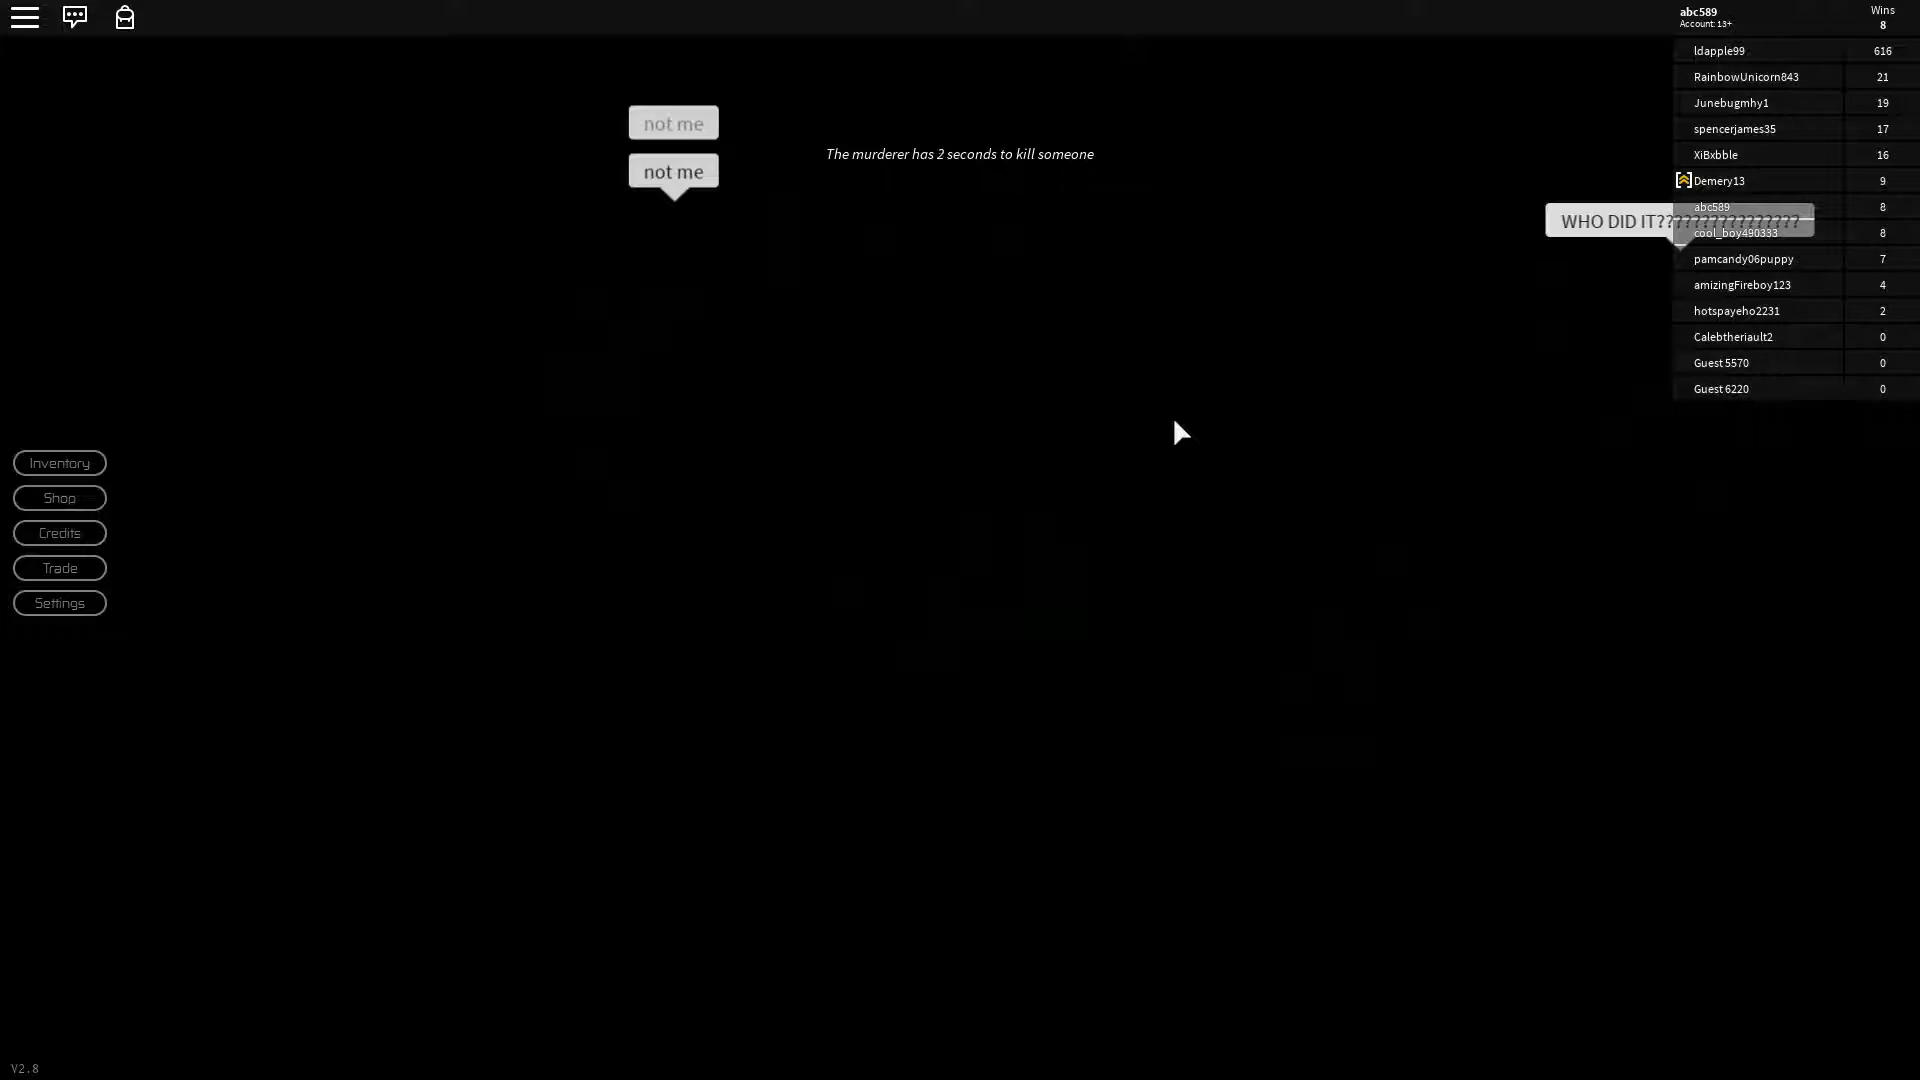 abc589
Account: 13+
Wins
8
ldapple99 616
RainbowUnicorn843 21
Junebugmhy1 19
spencerjames35 17
XiBxbble 16
Demery13 9
abc589 8
cool_boy490333 8
pamcandy06puppy 7
amizingFireboy123 4
hotspayeho2231 2
Calebtheriault2 0
Guest 5570 0
Guest 6220 0
not me
not me
The murderer has 2 seconds to kill someone
WHO DID IT????????????????
Inventory
Shop
Credits
Trade
Settings
V2.8